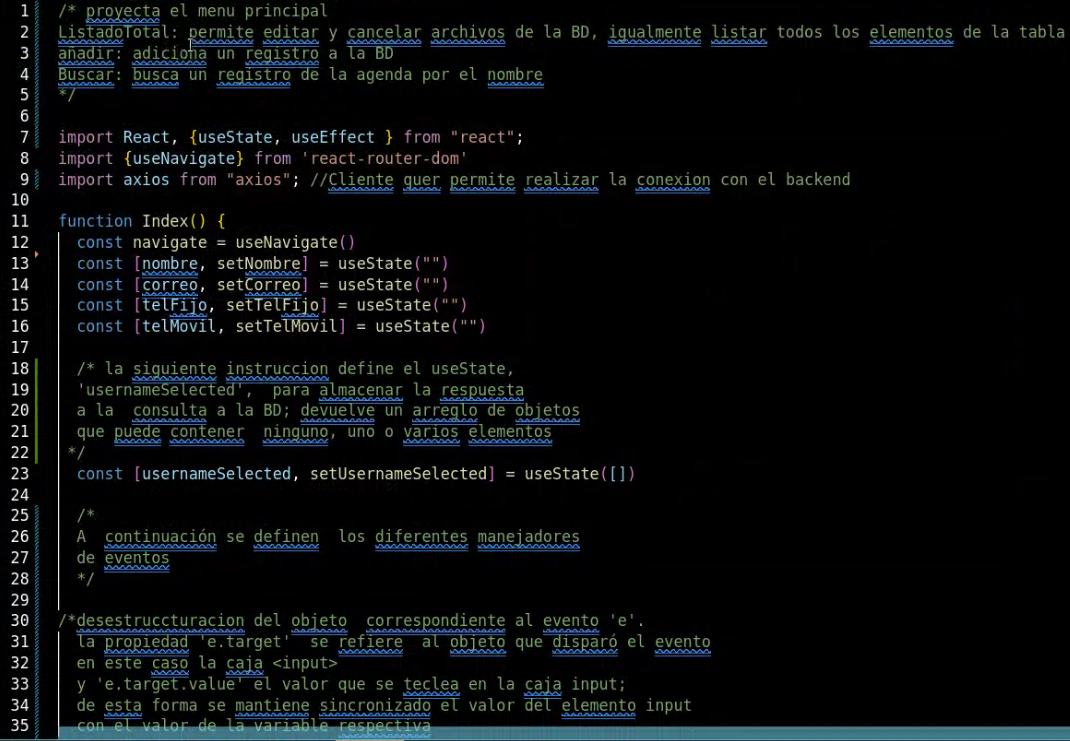 1 /* proyecta el menu principal
2 ListadoTotal: permite editar y cancelar archivos de la BD, igualmente listar todos los elementos de la tabla
3 añadir: adiciona un registro a la BD
4 Buscar: busca un registro de la agenda por el nombre
5 */
6
7 import React, {useState, useEffect } from "react";
8 import {useNavigate} from 'react-router-dom'
9 import axios from "axios"; //Cliente quer permite realizar la conexion con el backend
10
11 function Index() {
12 const navigate = useNavigate()
13 const [nombre, setNombre] = useState("")
14 const [correo, setCorreo] = useState("")
15 const [telFijo, setTelFijo] = useState("")
16 const [telMovil, setTelMovil] = useState("")
17
18 /* la siguiente instruccion define el useState,
19 'usernameSelected', para almacenar la respuesta
20 a la consulta a la BD; devuelve un arreglo de objetos
21 que puede contener ninguno, uno o varios elementos
22 */
23 const [usernameSelected, setUsernameSelected] = useState([])
24
25 /*
26 A continuación se definen los diferentes manejadores
27 de eventos
28 */
29
30 /*desestruccturacion del objeto correspondiente al evento 'e'.
31 la propiedad 'e.target' se refiere al objeto que disparó el evento
32 en este caso la caja <input>
33 y 'e.target.value' el valor que se teclea en la caja input;
34 de esta forma se mantiene sincronizado el valor del elemento input
35 con el valor de la variable respectiva